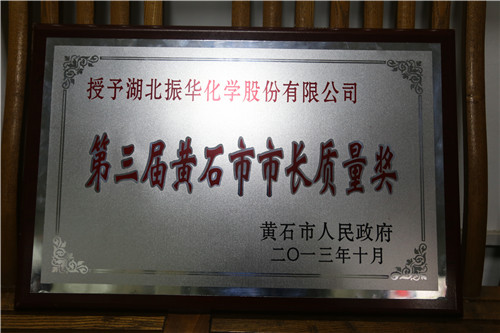 授予湖北振华化学股份有限公司
第三届黄石市市长质量奖
黄石市人民政府
二〇一三年十月